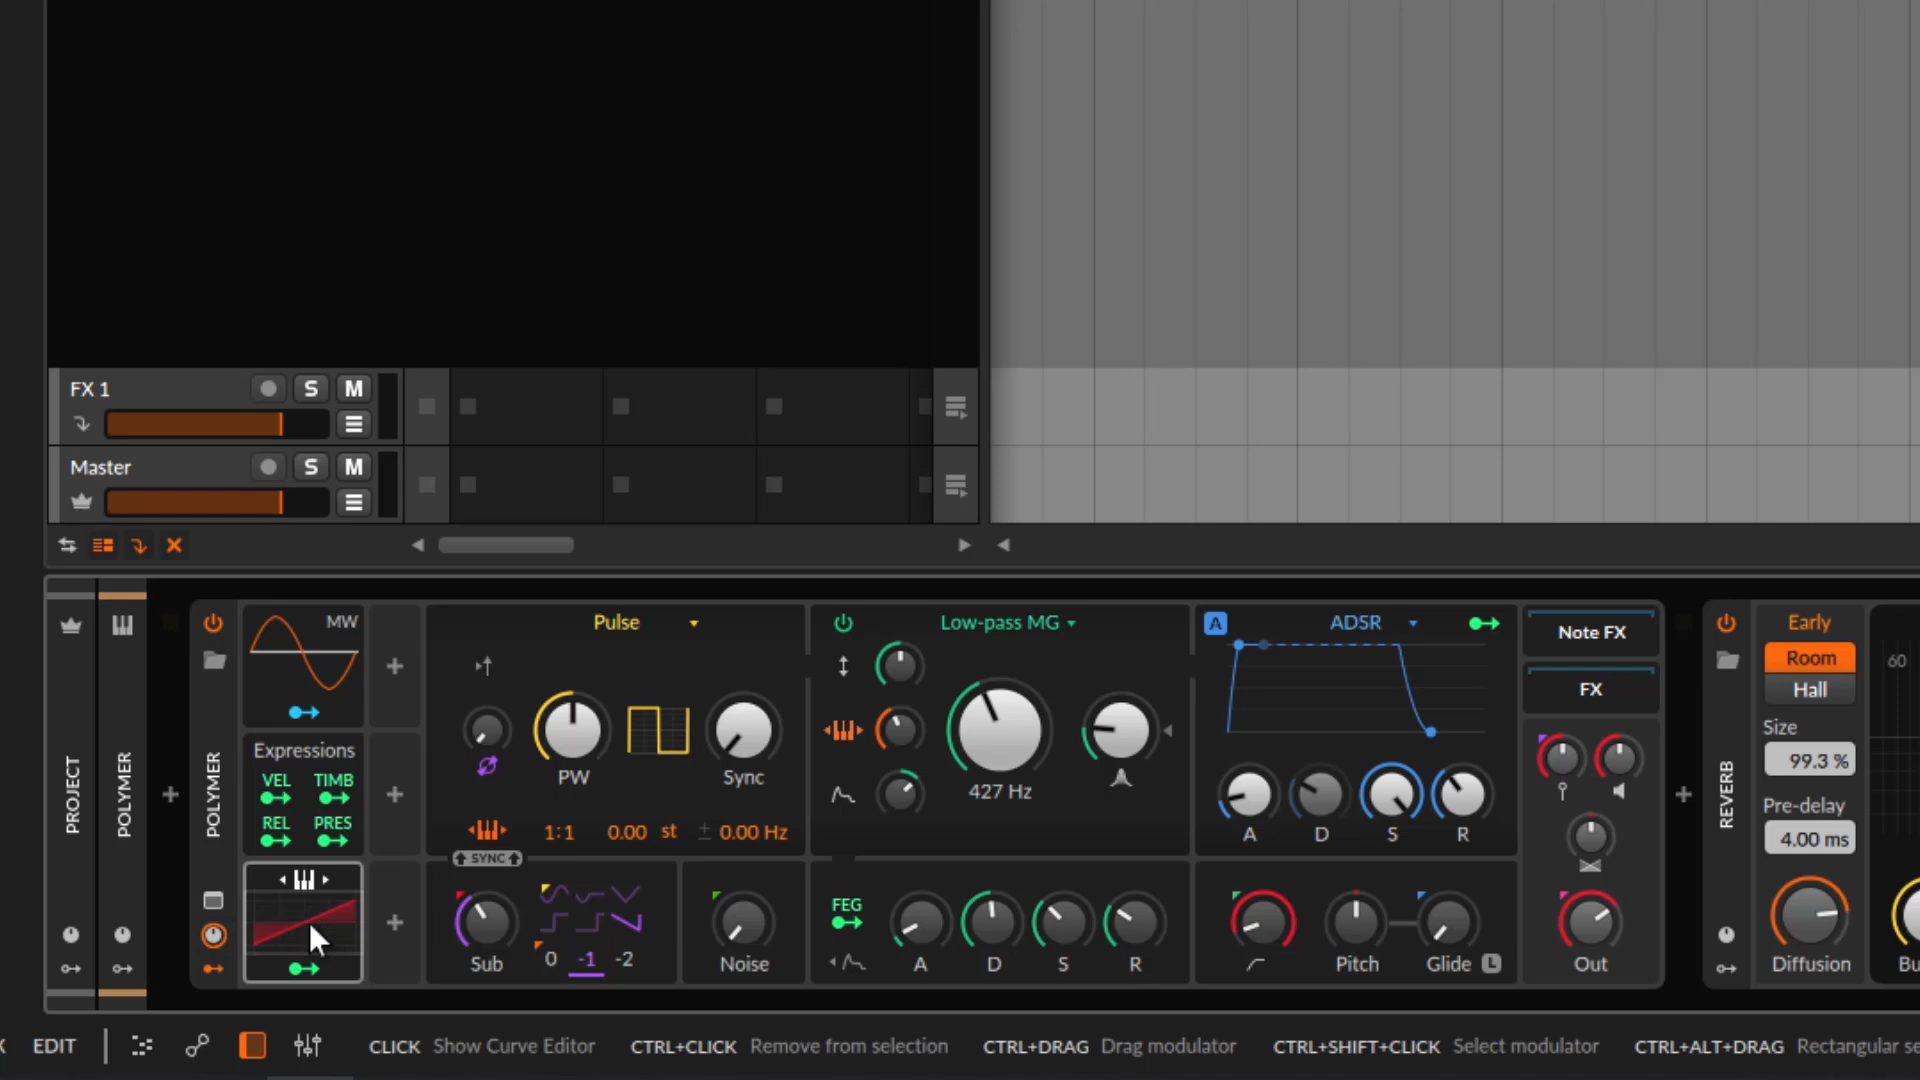 FX 1
S
M
Master
S
M
PROJECT
POLYMER
POLYMER
MW
Expressions
VEL TIMB
REL PRES
Pulse
PW
Sync
1:1 0.00 st ± 0.00 Hz
SYNC
Sub
0 -1 -2
Noise
Low-pass MG
427 Hz
FEG
A D S R
A
ADSR
A D S R
Pitch
Glide
L
Note FX
FX
Out
REVERB
Early
Room
Hall
Size
99.3 %
Pre-delay
4.00 ms
Diffusion
60
Bu
EDIT
CLICK Show Curve Editor CTRL+CLICK Remove from selection CTRL+DRAG Drag modulator CTRL+SHIFT+CLICK Select modulator CTRL+ALT+DRAG Rectangular se